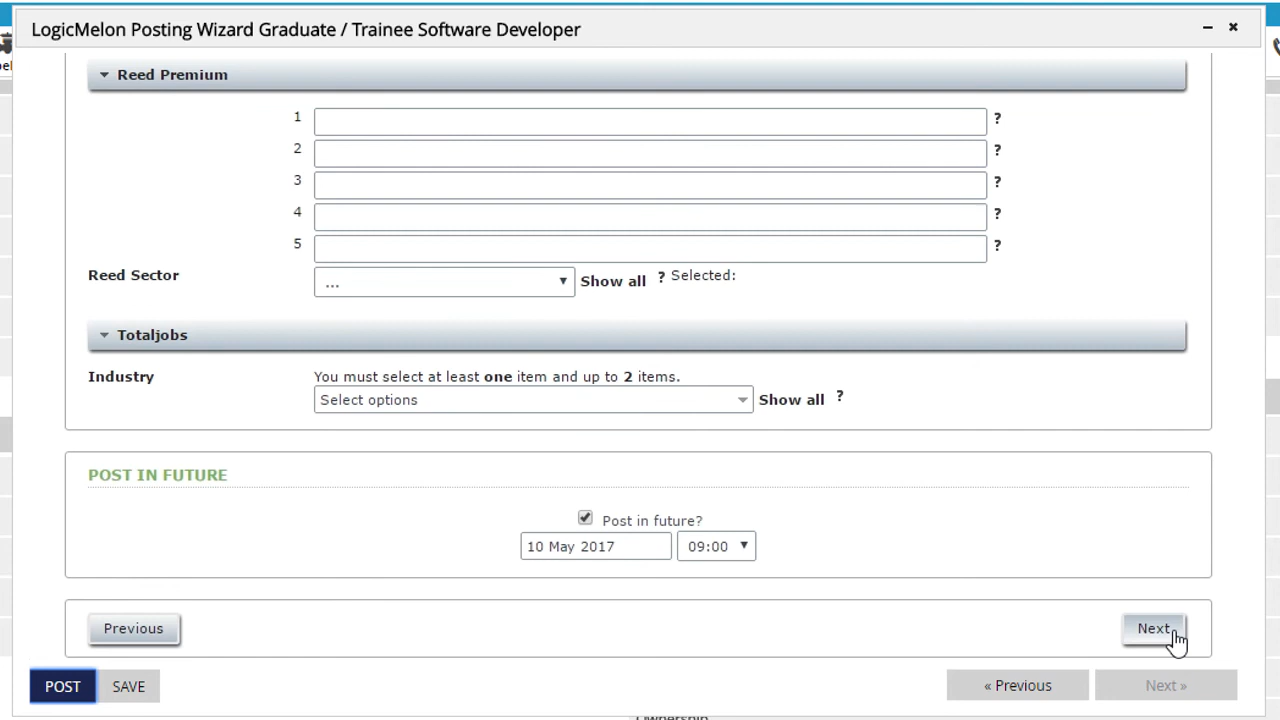 LogicMelon Posting Wizard Graduate / Trainee Software Developer
Reed Premium
1 ?
2 ?
3 ?
4 ?
5 ?
Reed Sector ... Show all ? Selected:
Totaljobs
Industry You must select at least one item and up to 2 items.
Select options Show all ?
POST IN FUTURE
Post in future?
10 May 2017 09:00
Previous Next
POST SAVE « Previous Next »